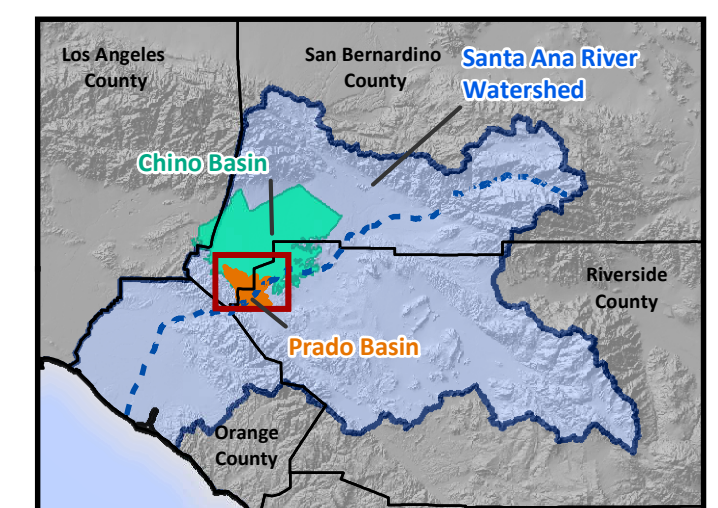 Los Angeles
County
San Bernardino
County
Santa Ana River
Watershed
Chino Basin
Riverside
County
Prado Basin
Orange
County